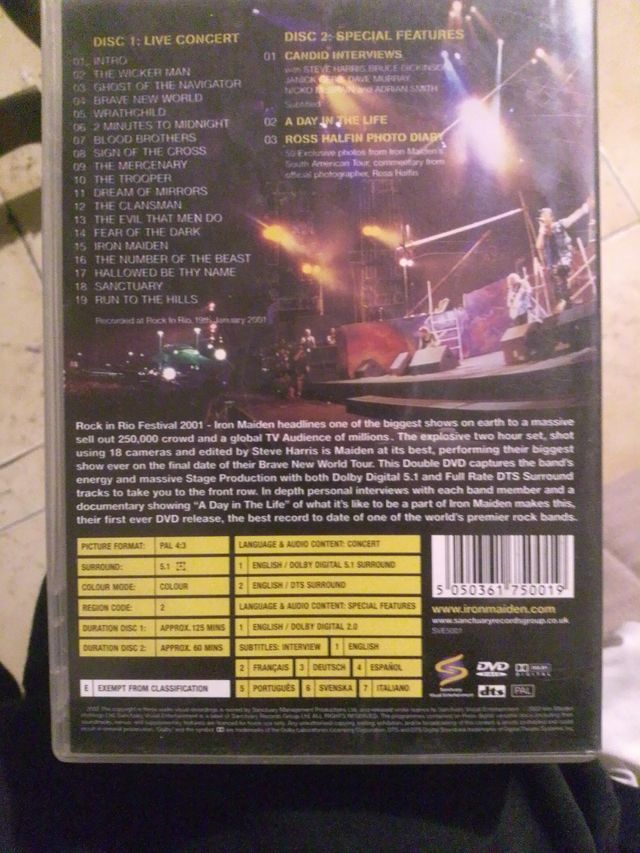 DISC 1: LIVE CONCERT
01. INTRO
02 THE WICKER MAN
03 GHOST OF THE NAVIGATOR
04 BRAVE NEW WORLD
05 WRATHCHILD
06 2 MINUTES TO MIDNIGHT
07 BLOOD BROTHERS
08 SIGN OF THE CROSS
09 THE MERCENARY
10 THE TROOPER
11 DREAM OF MIRRORS
12 THE CLANSMAN
13 THE EVIL THAT MEN DO
14 FEAR OF THE DARK
15 IRON MAIDEN
16 THE NUMBER OF THE BEAST
17 HALLOWED BE THY NAME
18 SANCTUARY
19 RUN TO THE HILLS
Recorded at Rock In Rio, 19th January 2001
DISC 2: SPECIAL FEATURES
01 CANDID INTERVIEWS
with STEVE HARRIS, BRUCE DICKINSON
JANICK GERS, DAVE MURRAY
NICKO McBRAIN and ADRIAN SMITH
Subtitled
02 A DAY IN THE LIFE
03 ROSS HALFIN PHOTO DIARY
50 Exclusive photos from Iron Maiden's
South American Tour, commentary from
official photographer, Ross Halfin
Rock in Rio Festival 2001 - Iron Maiden headlines one of the biggest shows on earth to a massive
sell out 250,000 crowd and a global TV Audience of millions. The explosive two hour set, shot
using 18 cameras and edited by Steve Harris is Maiden at its best, performing their biggest
show ever on the final date of their Brave New World Tour. This Double DVD captures the band's
energy and massive Stage Production with both Dolby Digital 5.1 and Full Rate DTS Surround
tracks to take you to the front row. In depth personal interviews with each band member and a
documentary showing "A Day in The Life" of what it's like to be a part of Iron Maiden makes this,
their first ever DVD release, the best record to date of one of the world's premier rock bands.
PICTURE FORMAT: PAL 4:3
SURROUND: 5.1
COLOUR MODE: COLOUR
REGION CODE: 2
DURATION DISC 1: APPROX. 125 MINS
DURATION DISC 2: APPROX. 60 MINS
E EXEMPT FROM CLASSIFICATION
LANGUAGE & AUDIO CONTENT: CONCERT
1 ENGLISH / DOLBY DIGITAL 5.1 SURROUND
2 ENGLISH / DTS SURROUND
LANGUAGE & AUDIO CONTENT: SPECIAL FEATURES
1 ENGLISH / DOLBY DIGITAL 2.0
SUBTITLES: INTERVIEW 1 ENGLISH
2 FRANÇAIS 3 DEUTSCH 4 ESPAÑOL
5 PORTUGUÊS 6 SVENSKA 7 ITALIANO
5 050361 750019
www.ironmaiden.com
www.sanctuaryrecordsgroup.co.uk
SVE5001
Sanctuary
Visual Entertainment
DVD
VIDEO
DOLBY
DIGITAL
dts
PAL